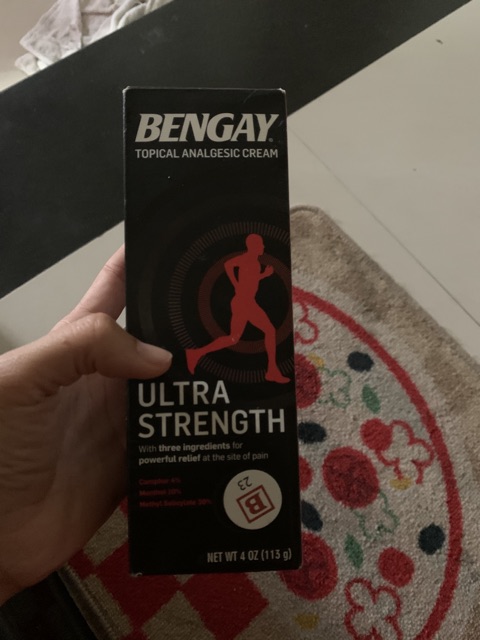 BENGAY®
TOPICAL ANALGESIC CREAM
ULTRA
STRENGTH
With three ingredients for
powerful relief at the site of pain
Camphor 4%
Menthol 10%
Methyl Salicylate 30%
B
23
NET WT 4 OZ (113 g)